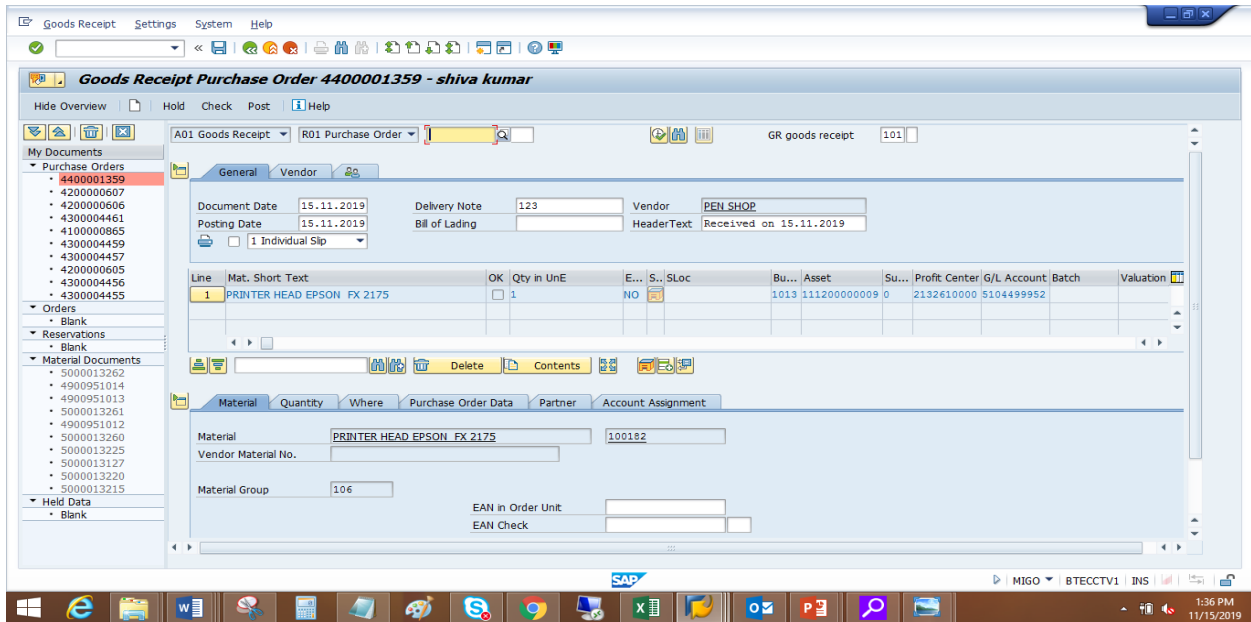 Goods Receipt Settings System Help
Goods Receipt Purchase Order 4400001359 - shiva kumar
Hide Overview Hold Check Post Help
A01 Goods Receipt R01 Purchase Order GR goods receipt 101
My Documents
Purchase Orders
4400001359
4200000607
4200000606
4300004461
4100000865
4300004459
4300004457
4200000605
4300004456
4300004455
Orders
Blank
Reservations
Blank
Material Documents
5000013262
4900951014
4900951013
5000013261
4900951012
5000013260
5000013225
5000013127
5000013220
5000013215
Held Data
Blank
General Vendor
Document Date 15.11.2019 Delivery Note 123 Vendor PEN SHOP
Posting Date 15.11.2019 Bill of Lading HeaderText Received on 15.11.2019
1 Individual Slip
Line Mat. Short Text OK Qty in UnE E... S.. SLoc Bu... Asset Su... Profit Center G/L Account Batch Valuation
1 PRINTER HEAD EPSON FX 2175 1 NO 1013 111200000009 0 2132610000 5104499952
Delete Contents
Material Quantity Where Purchase Order Data Partner Account Assignment
Material PRINTER HEAD EPSON FX 2175 100182
Vendor Material No.
Material Group 106
EAN in Order Unit
EAN Check
SAP MIGO BTECCTV1 INS
1:36 PM
11/15/2019